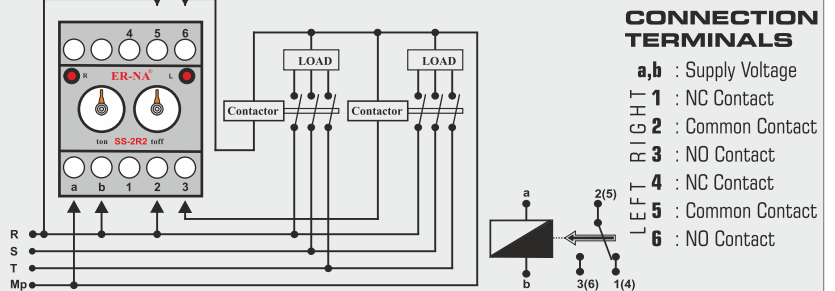 CONNECTION
TERMINALS
a,b : Supply Voltage
RIGHT
1 : NC Contact
2 : Common Contact
3 : NO Contact
LEFT
4 : NC Contact
5 : Common Contact
6 : NO Contact
4 5 6
R ER-NA® L
ton SS-2R2 toff
a b 1 2 3
LOAD LOAD
Contactor Contactor
R
S
T
Mp
a 2(5)
b 3(6) 1(4)